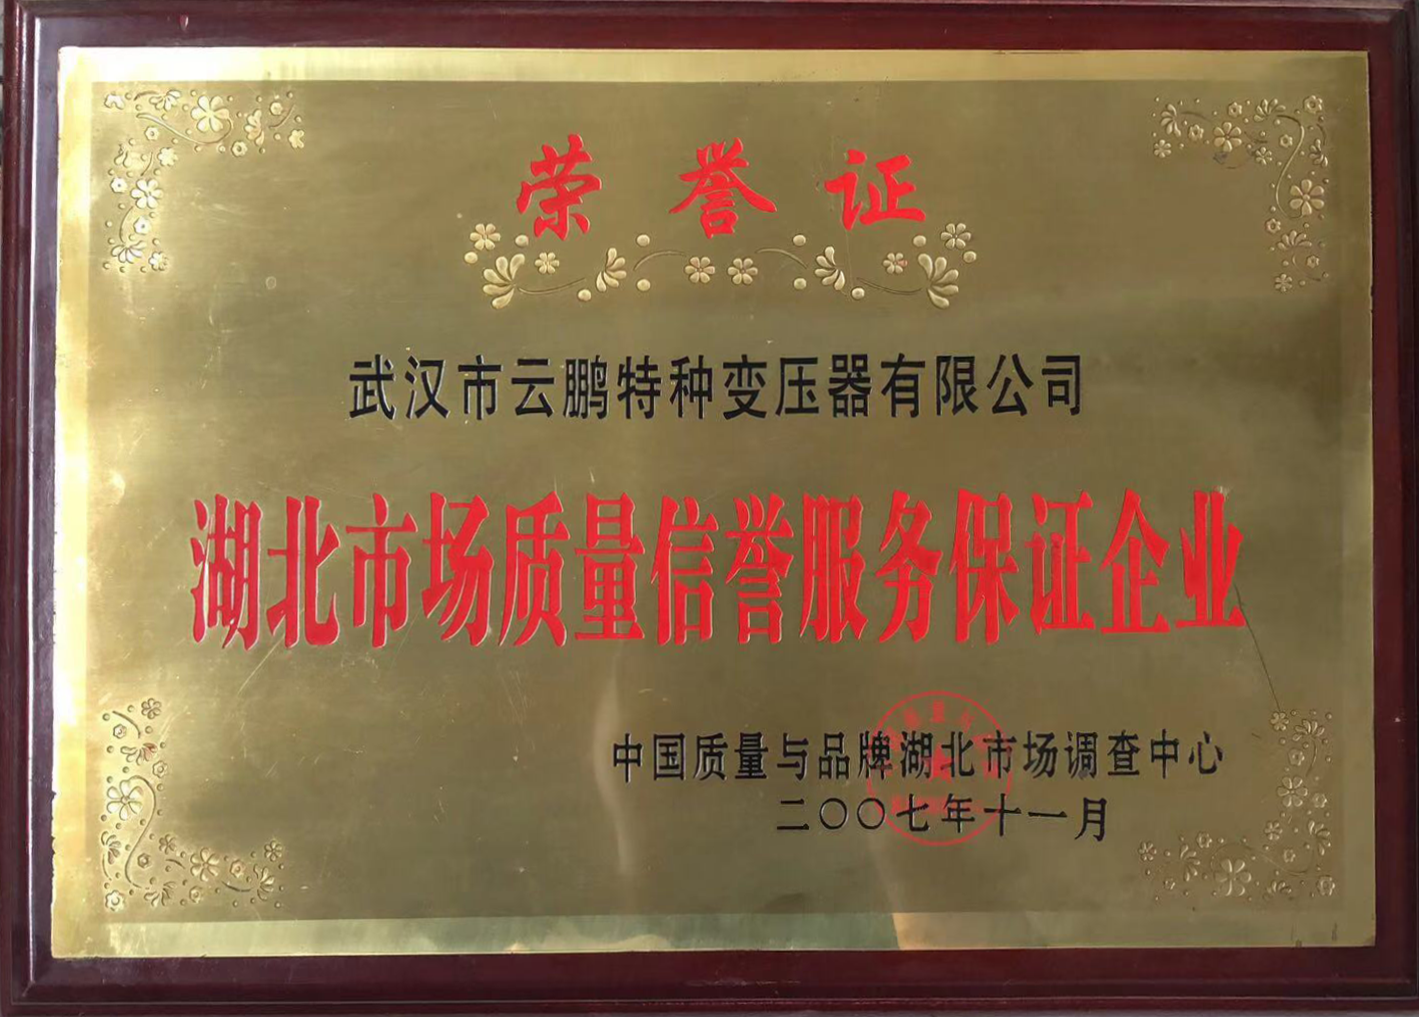 荣誉证
武汉市云鹏特种变压器有限公司
湖北市场质量信誉服务保证企业
中国质量与品牌湖北市场调查中心
二〇〇七年十一月